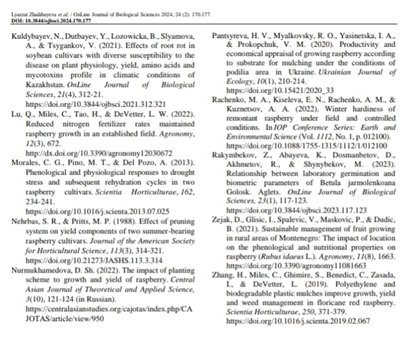 Lyazzat Zhaidibayeva et al. / OnLine Journal of Biological Sciences 2024, 24 (2): 170.177
DOI: 10.3844/ojbsci.2024.170.177
Kuldybayev, N., Dutbayev, Y., Lozowicka, B., Slyamova,
A., & Tsygankov, V. (2021). Effects of root rot in
soybean cultivars with diverse susceptibility to the
disease on plant physiology, yield, amino acids and
mycotoxins profile in climatic conditions of
Kazakhstan. OnLine Journal of Biological
Sciences, 21(4), 312-21.
https://doi.org/10.3844/ojbsci.2021.312.321
Lu, Q., Miles, C., Tao, H., & DeVetter, L. W. (2022).
Reduced nitrogen fertilizer rates maintained
raspberry growth in an established field. Agronomy,
12(3), 672.
http://dx.doi.org/10.3390/agronomy12030672
Morales, C. G., Pino, M. T., & Del Pozo, A. (2013).
Phenological and physiological responses to drought
stress and subsequent rehydration cycles in two
raspberry cultivars. Scientia Horticulturae, 162,
234-241.
https://doi.org/10.1016/j.scienta.2013.07.025
Nehrbas, S. R., & Pritts, M. P. (1988). Effect of pruning
system on yield components of two summer-bearing
raspberry cultivars. Journal of the American Society
for Horticultural Science, 113(3), 314-321.
https://doi.org/10.21273/JASHS.113.3.314
Nurmukhamedova, D. Sh. (2022). The impact of planting
scheme to growth and yield of raspberry. Central
Asian Journal of Theoretical and Applied Science,
3(10), 121-124 (in Russian).
https://centralasianstudies.org/cajotas/index.php/CA
JOTAS/article/view/950
Pantsyreva, H. V., Myalkovsky, R. O., Yasinetska, I. A.,
& Prokopchuk, V. M. (2020). Productivity and
economical appraisal of growing raspberry according
to substrate for mulching under the conditions of
podilia area in Ukraine. Ukrainian Journal of
Ecology, 10(1), 210-214.
https://doi.org/10.15421/2020_33
Rachenko, M. A., Kiseleva, E. N., Rachenko, A. M., &
Kuznetsov, A. A. (2022). Winter hardiness of
remontant raspberry under field and controlled
conditions. In IOP Conference Series: Earth and
Environmental Science (Vol. 1112, No. 1, p. 012100).
https://doi.org/10.1088/1755-1315/1112/1/012100
Rakymbekov, Z., Abayeva, K., Dosmanbetov, D.,
Akhmetov, R., & Shynybekov, M. (2023).
Relationship between laboratory germination and
biometric parameters of Betula jarmolenkoana
Golosk. Aglets. OnLine Journal of Biological
Sciences, 23(1), 117-123.
https://doi.org/10.3844/ojbsci.2023.117.123
Zejak, D., Glisic, I., Spalevic, V., Maskovic, P., & Dudic,
B. (2021). Sustainable management of fruit growing
in rural areas of Montenegro: The impact of location
on the phenological and nutritional properties on
raspberry (Rubus idaeus L.). Agronomy, 11(8), 1663.
https://doi.org/10.3390/agronomy11081663
Zhang, H., Miles, C., Ghimire, S., Benedict, C., Zasada,
I., & DeVetter, L. (2019). Polyethylene and
biodegradable plastic mulches improve growth, yield
and weed management in floricane red raspberry.
Scientia Horticulturae, 250, 371-379.
https://doi.org/10.1016/j.scienta.2019.02.067